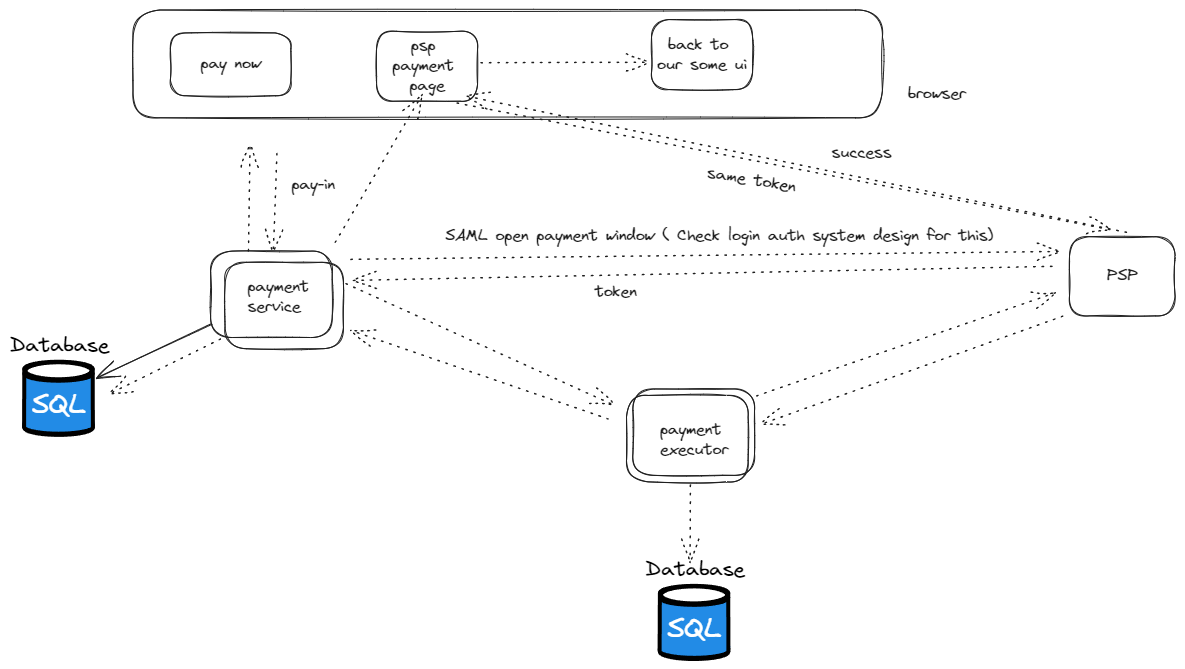 pay now
psp
payment
page
back to
our some ui
browser
success
same token
pay-in
SAML open payment window ( Check login auth system design for this)
token
PSP
payment
service
Database
SQL
payment
executor
Database
SQL